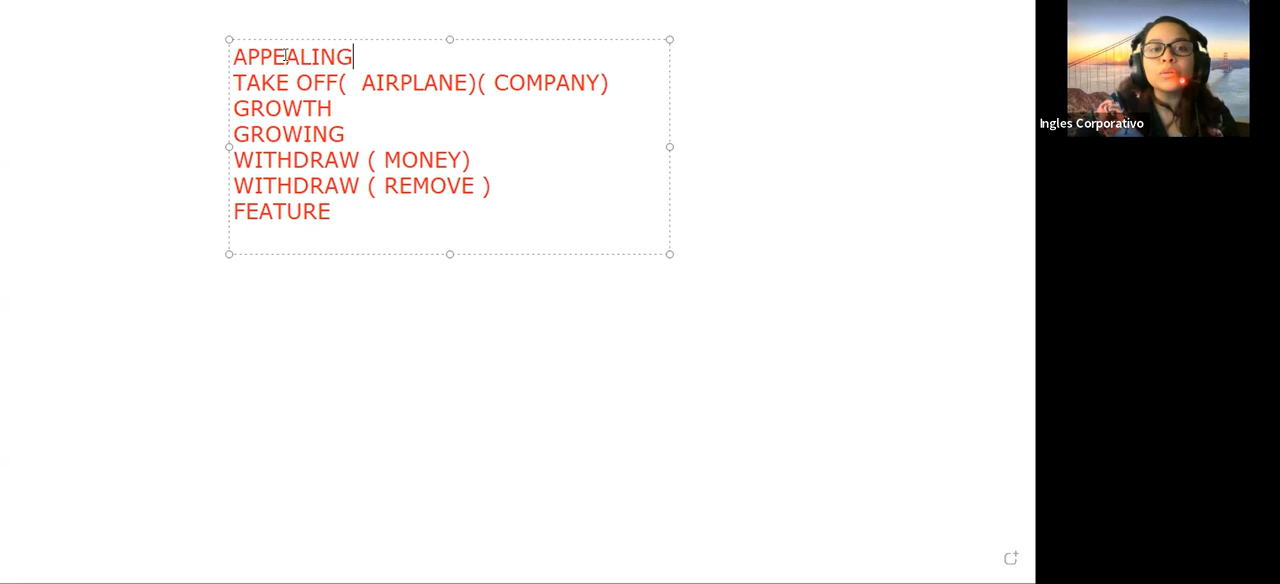 APPEALING
TAKE OFF(  AIRPLANE)( COMPANY)
GROWTH
GROWING
WITHDRAW ( MONEY)
WITHDRAW ( REMOVE )
FEATURE
Ingles Corporativo